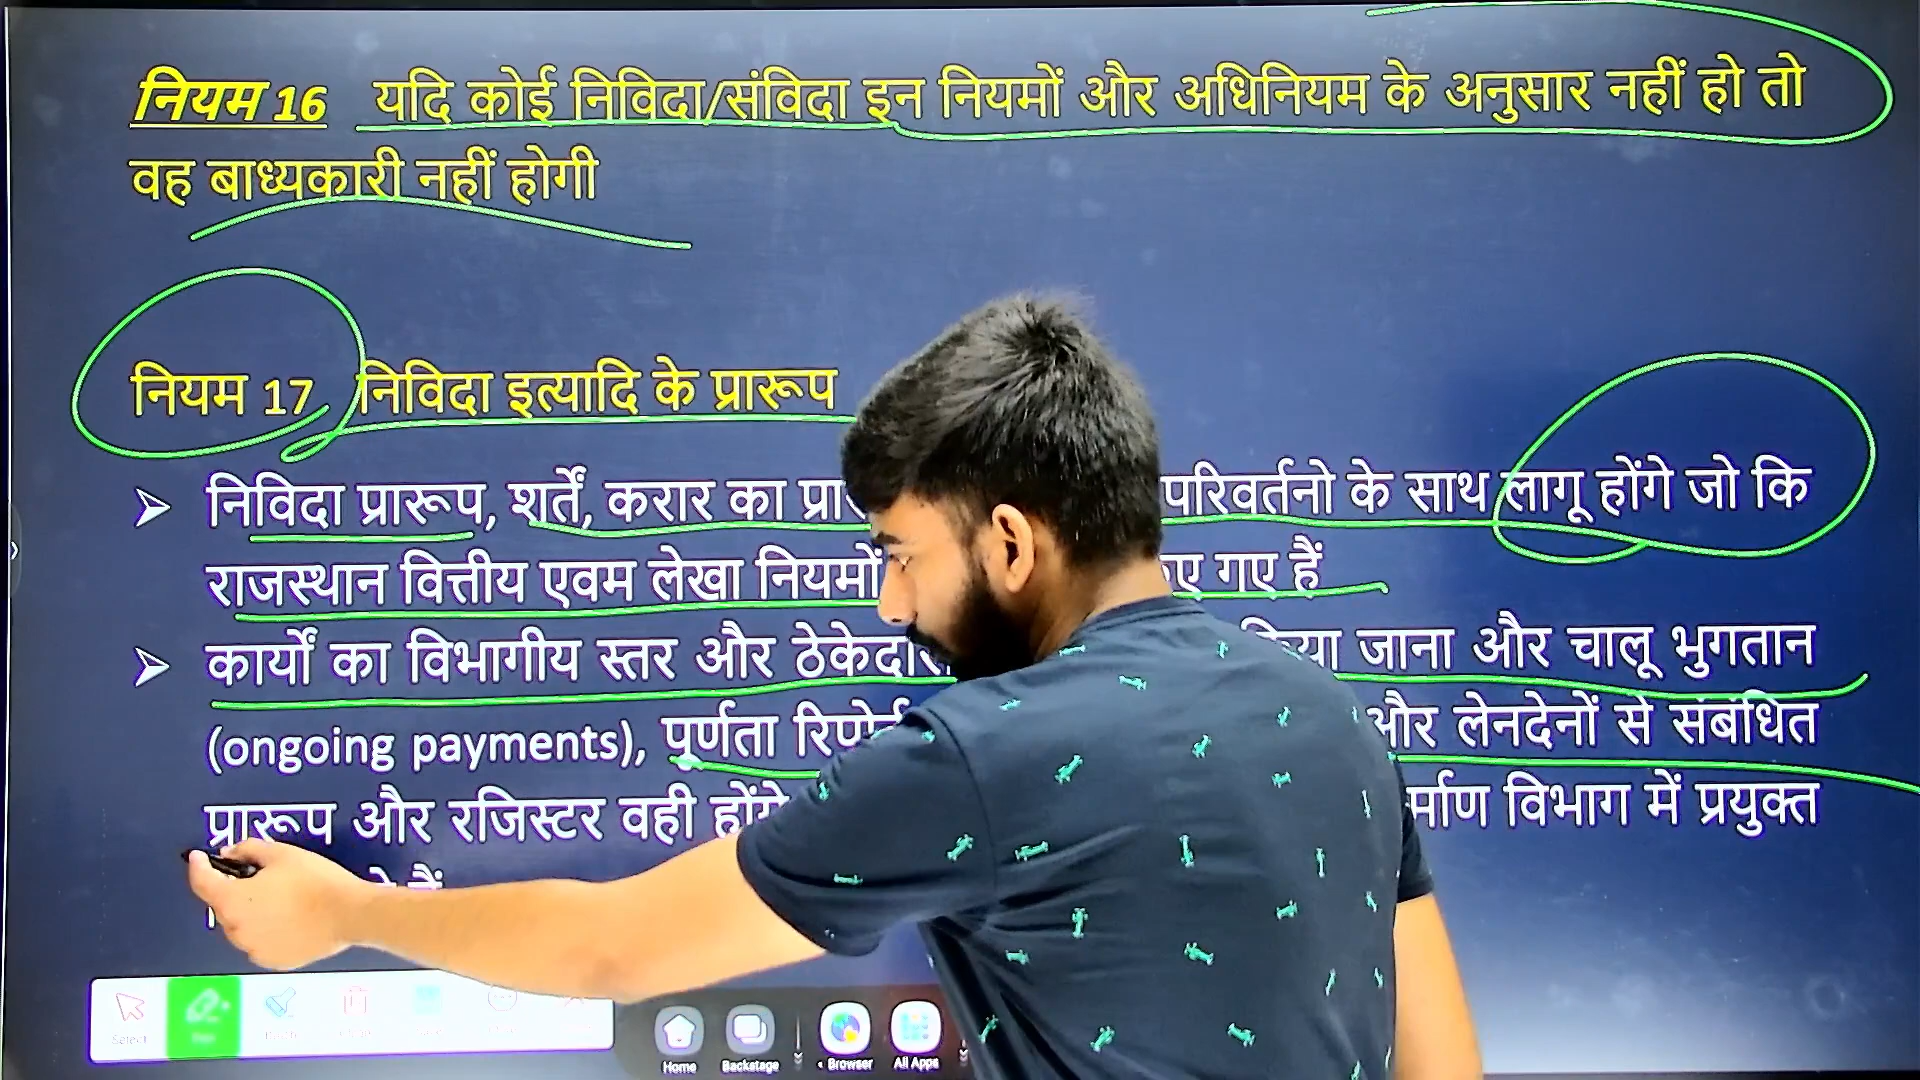 नियम 16 यदि कोई निविदा/संविदा इन नियमों और अधिनियम के अनुसार नहीं हो तो
वह बाध्यकारी नहीं होगी
नियम 17 निविदा इत्यादि के प्रारूप
निविदा प्रारूप, शर्तें, करार का परिवर्तनो के साथ लागू होंगे जो कि
राजस्थान वित्तीय एवम लेखा नियमों गए हैं
कार्यों का विभागीय स्तर और जाना और चालू भुगतान
(ongoing payments), पूर्णता और लेनदेनों से संबंधित
प्रारूप और रजिस्टर वही विभाग में प्रयुक्त
हैं
Select
Home Backstage Browser All Apps